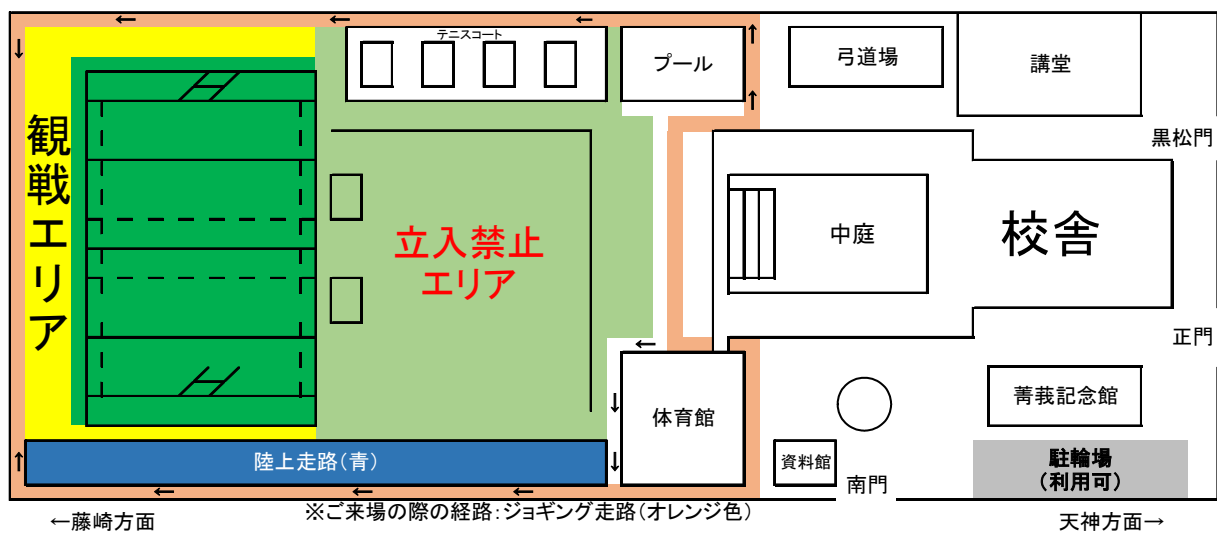 テニスコート
プール
弓道場
講堂
黒松門
観戦エリア
立入禁止
エリア
中庭
校舎
正門
体育館
菁莪記念館
陸上走路(青)
資料館
南門
駐輪場
(利用可)
←藤崎方面
※ご来場の際の経路:ジョギング走路(オレンジ色)
天神方面→